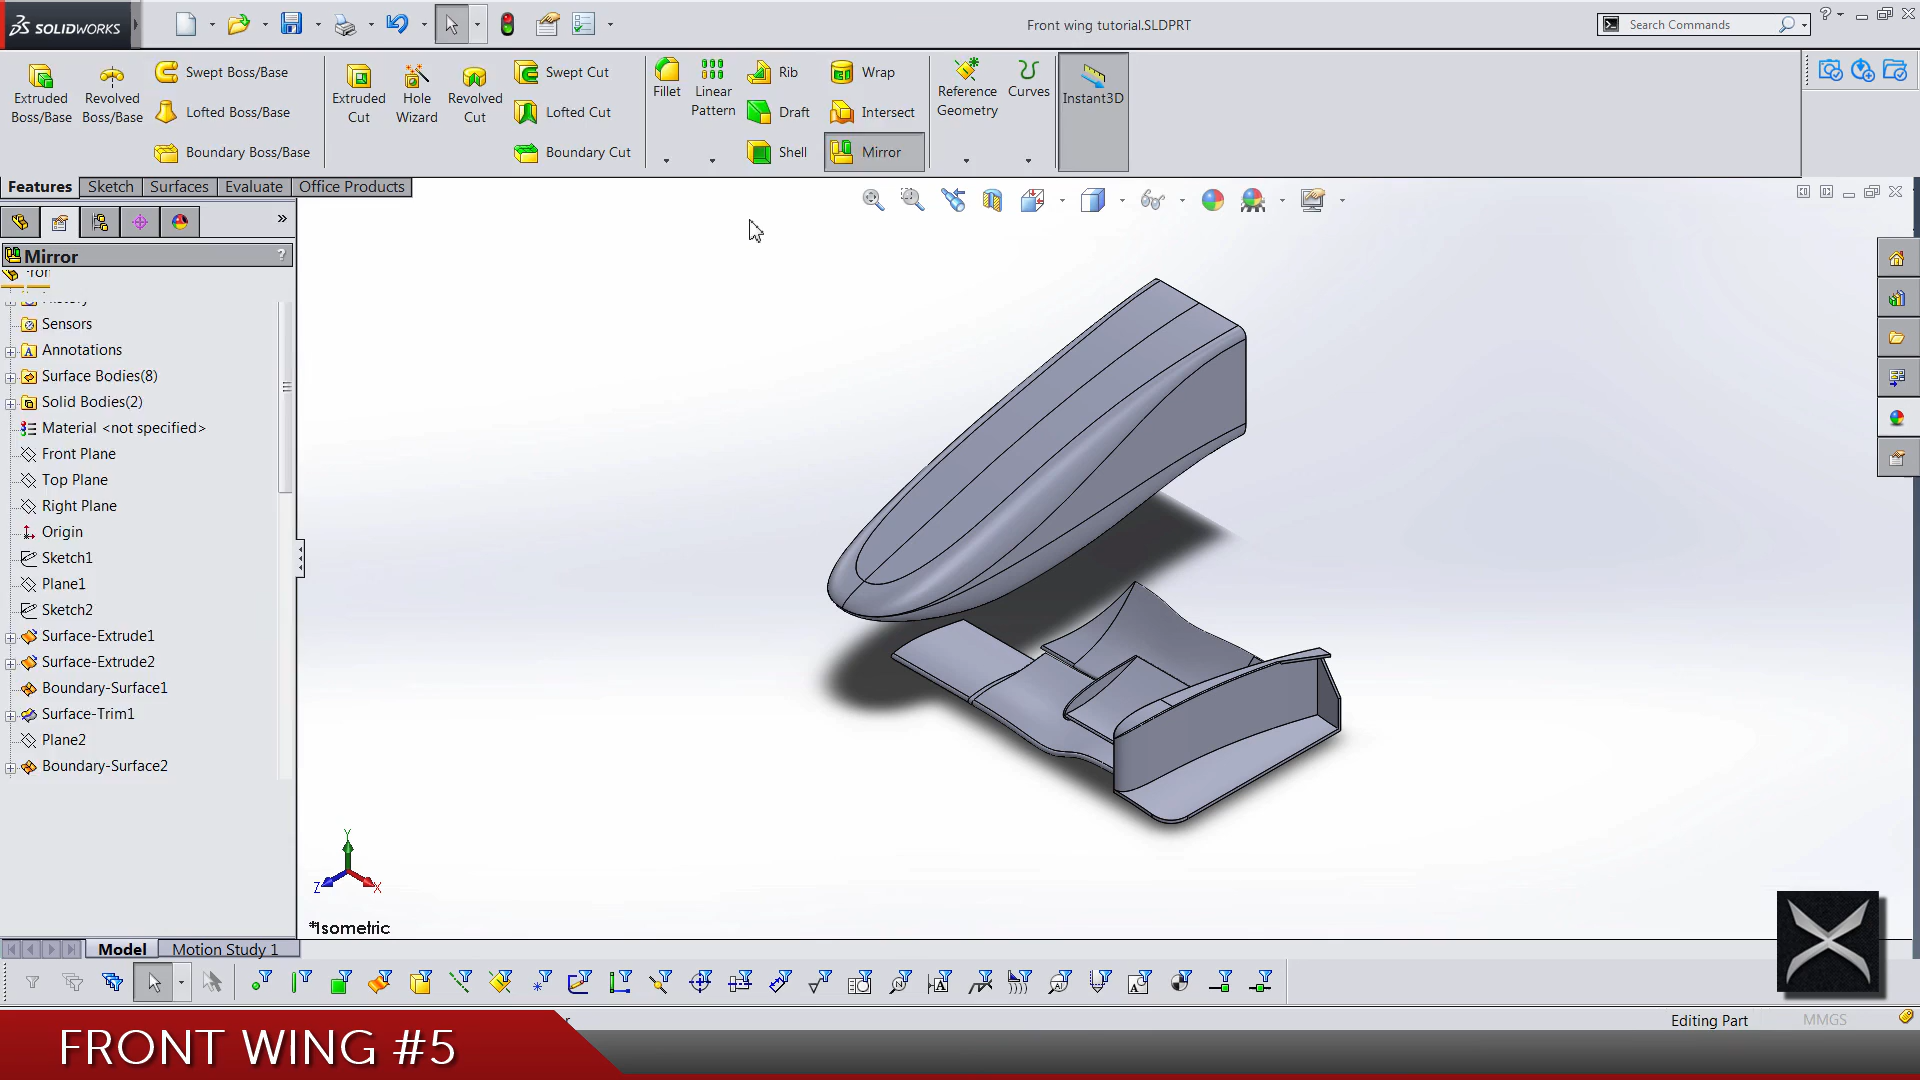 SOLIDWORKS
Front wing tutorial.SLDPRT
Search Commands
Extruded Boss/Base
Revolved Boss/Base
Swept Boss/Base
Lofted Boss/Base
Boundary Boss/Base
Extruded Cut
Hole Wizard
Revolved Cut
Swept Cut
Lofted Cut
Boundary Cut
Fillet
Linear Pattern
Rib
Draft
Shell
Wrap
Intersect
Mirror
Reference Geometry
Curves
Instant3D
Features
Sketch
Surfaces
Evaluate
Office Products
Mirror
?
Sensors
Annotations
Surface Bodies(8)
Solid Bodies(2)
Material <not specified>
Front Plane
Top Plane
Right Plane
Origin
Sketch1
Plane1
Sketch2
Surface-Extrude1
Surface-Extrude2
Boundary-Surface1
Surface-Trim1
Plane2
Boundary-Surface2
Y
Z
X
*Isometric
Model
Motion Study 1
Editing Part
MMGS
FRONT WING #5